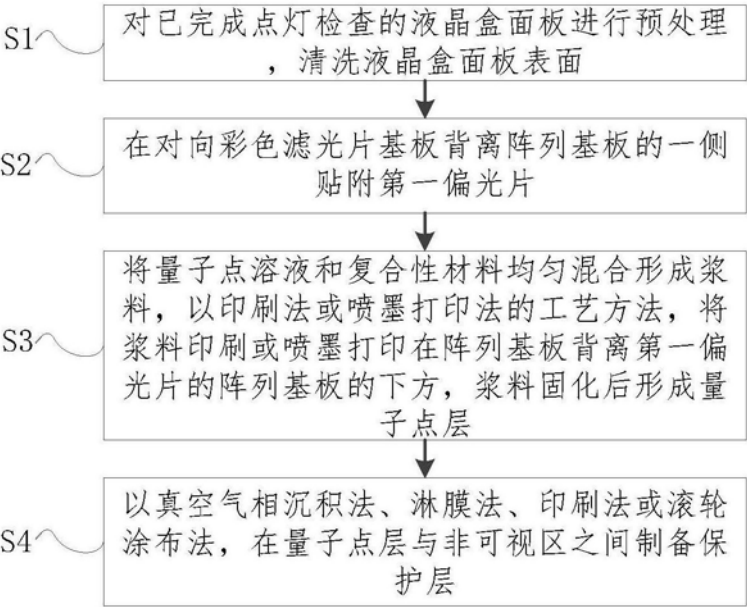 S1
对已完成点灯检查的液晶盒面板进行预处理
，清洗液晶盒面板表面
S2
在对向彩色滤光片基板背离阵列基板的一侧
贴附第一偏光片
S3
将量子点溶液和复合性材料均匀混合形成浆
料，以印刷法或喷墨打印法的工艺方法，将
浆料印刷或喷墨打印在阵列基板背离第一偏
光片的阵列基板的下方，浆料固化后形成量
子点层
S4
以真空气相沉积法、淋膜法、印刷法或滚轮
涂布法，在量子点层与非可视区之间制备保
护层